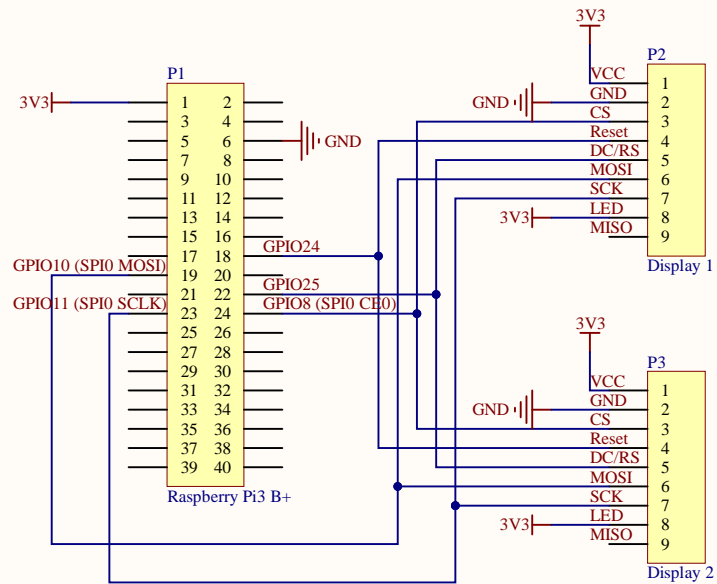 3V3
P1
P2
3V3
1 2
3 4
5 6
GND
7 8
9 10
11 12
13 14
15 16
17 18
GPIO24
GPIO10 (SPI0 MOSI)
19 20
GPIO25
21 22
GPIO11 (SPI0 SCLK)
GPIO8 (SPI0 CE0)
23 24
25 26
27 28
29 30
31 32
33 34
35 36
37 38
39 40
Raspberry Pi3 B+
VCC 1
GND
GND 2
CS 3
Reset 4
DC/RS 5
MOSI 6
SCK 7
3V3
LED 8
MISO 9
Display 1
3V3
P3
VCC 1
GND
GND 2
CS 3
Reset 4
DC/RS 5
MOSI 6
SCK 7
3V3
LED 8
MISO 9
Display 2